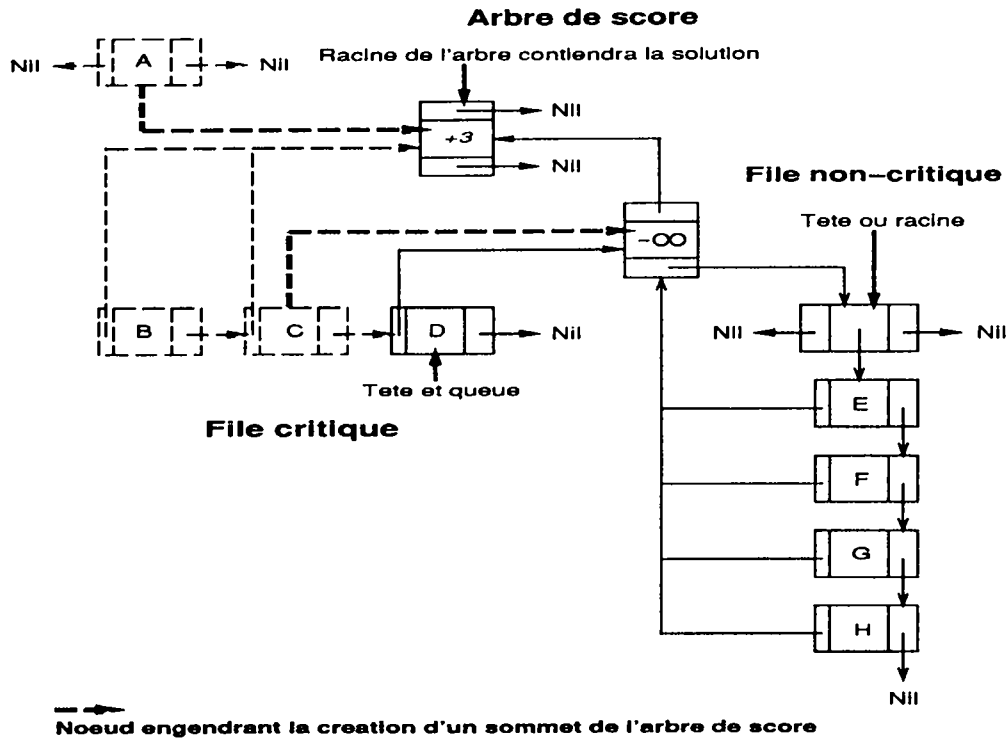 Arbre de score
Nil
A
Nil
Racine de l'arbre contiendra la solution
Nil
+3
Nil
File non-critique
Tete ou racine
-∞
B
C
D
Nil
Nil
Nil
Tete et queue
E
File critique
F
G
H
Nil
Noeud engendrant la creation d'un sommet de l'arbre de score